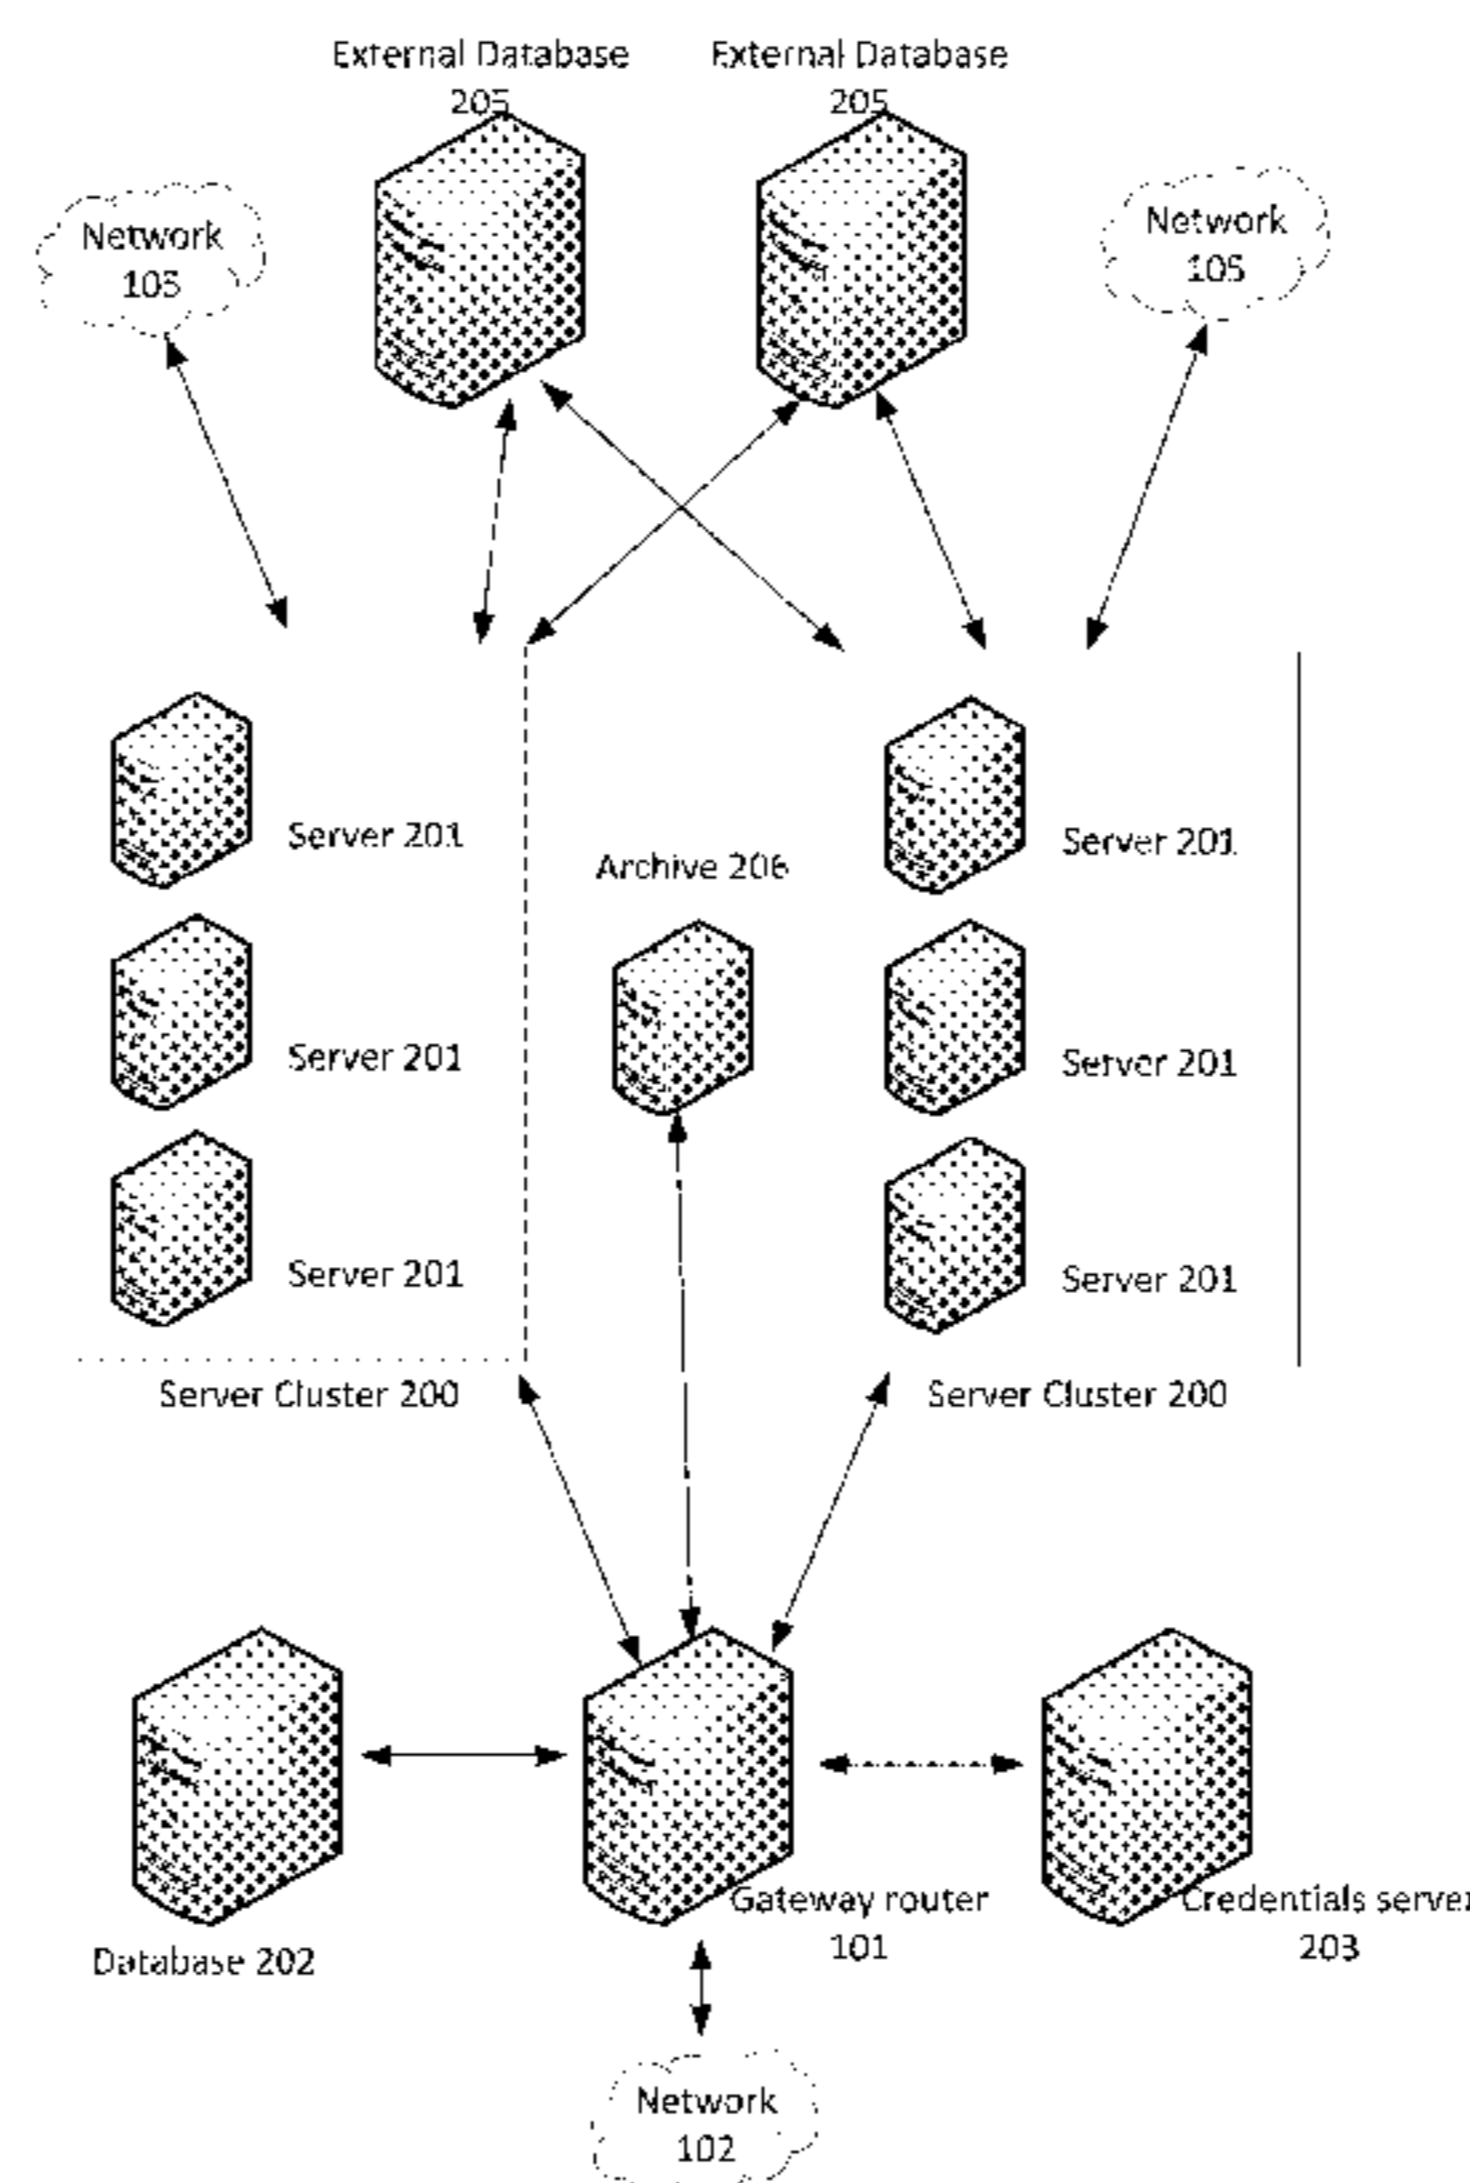 External Database
205
External Database
205
Network
105
Network
105
Server 201
Server 201
Archive 206
Server 201
Server 201
Server 201
Server 201
Server Cluster 200
Server Cluster 200
Gateway router
101
Credentials server
203
Database 202
Network
102